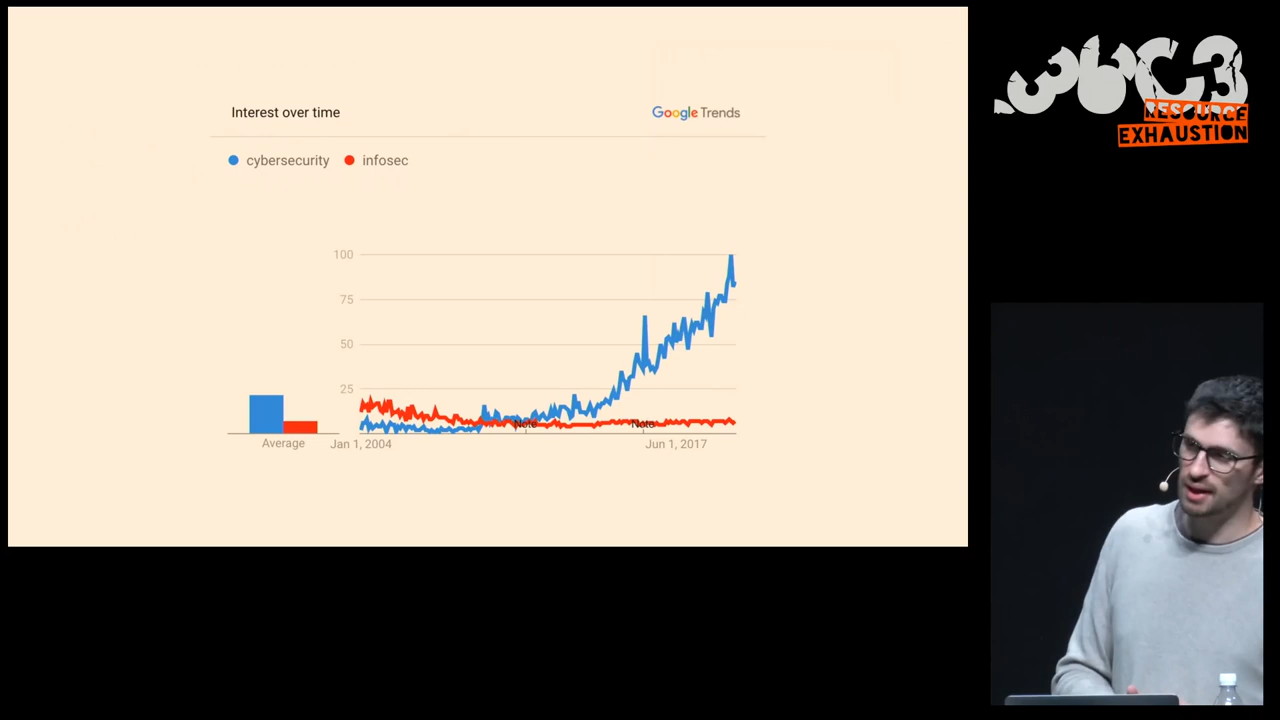 Interest over time
Google Trends
cybersecurity infosec
100
75
50
25
Note Note
Average Jan 1, 2004 Jun 1, 2017
36C3
RESOURCE
EXHAUSTION